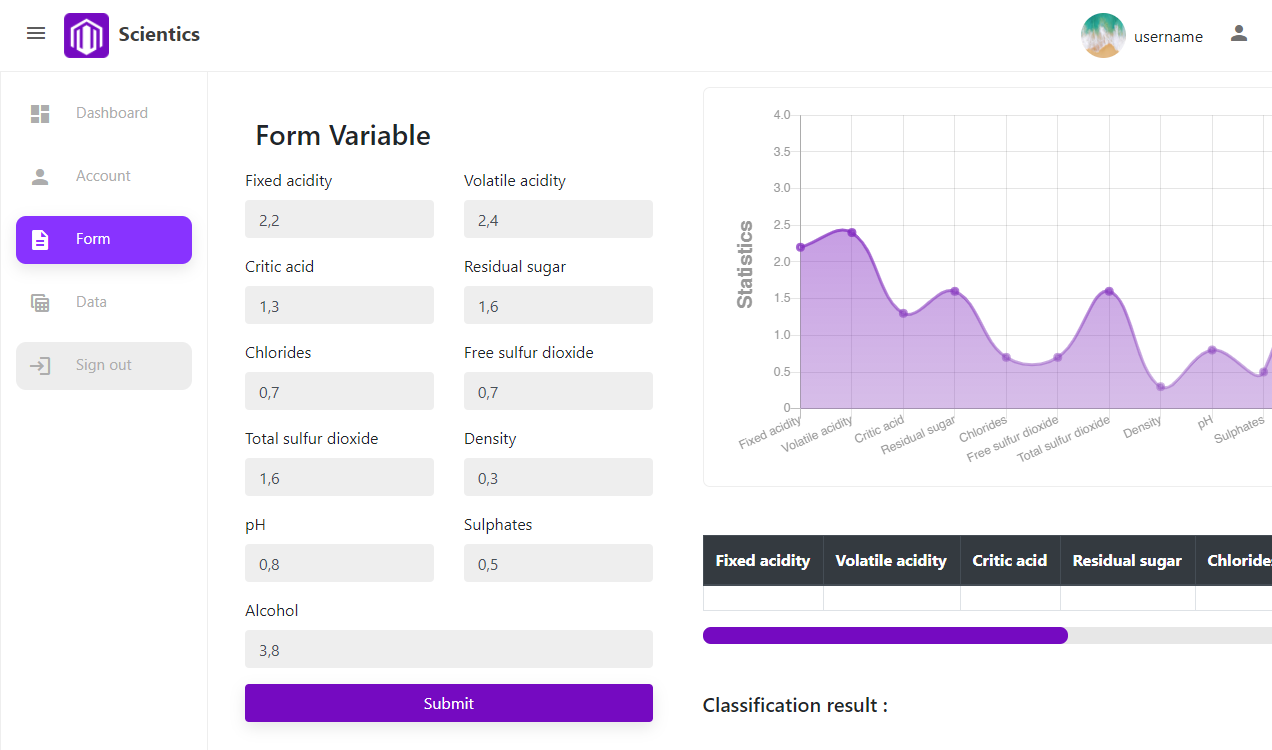 Scientics
username
Dashboard
Account
Form
Data
Sign out
Form Variable
Fixed acidity Volatile acidity
2,2 2,4
Critic acid Residual sugar
1,3 1,6
Chlorides Free sulfur dioxide
0,7 0,7
Total sulfur dioxide Density
1,6 0,3
pH Sulphates
0,8 0,5
Alcohol
3,8
Submit
Statistics
4.0
3.5
3.0
2.5
2.0
1.5
1.0
0.5
0
Fixed acidity Volatile acidity Critic acid Residual sugar Chlorides Free sulfur dioxide Total sulfur dioxide Density pH Sulphates
Fixed acidity Volatile acidity Critic acid Residual sugar Chloride
Classification result :